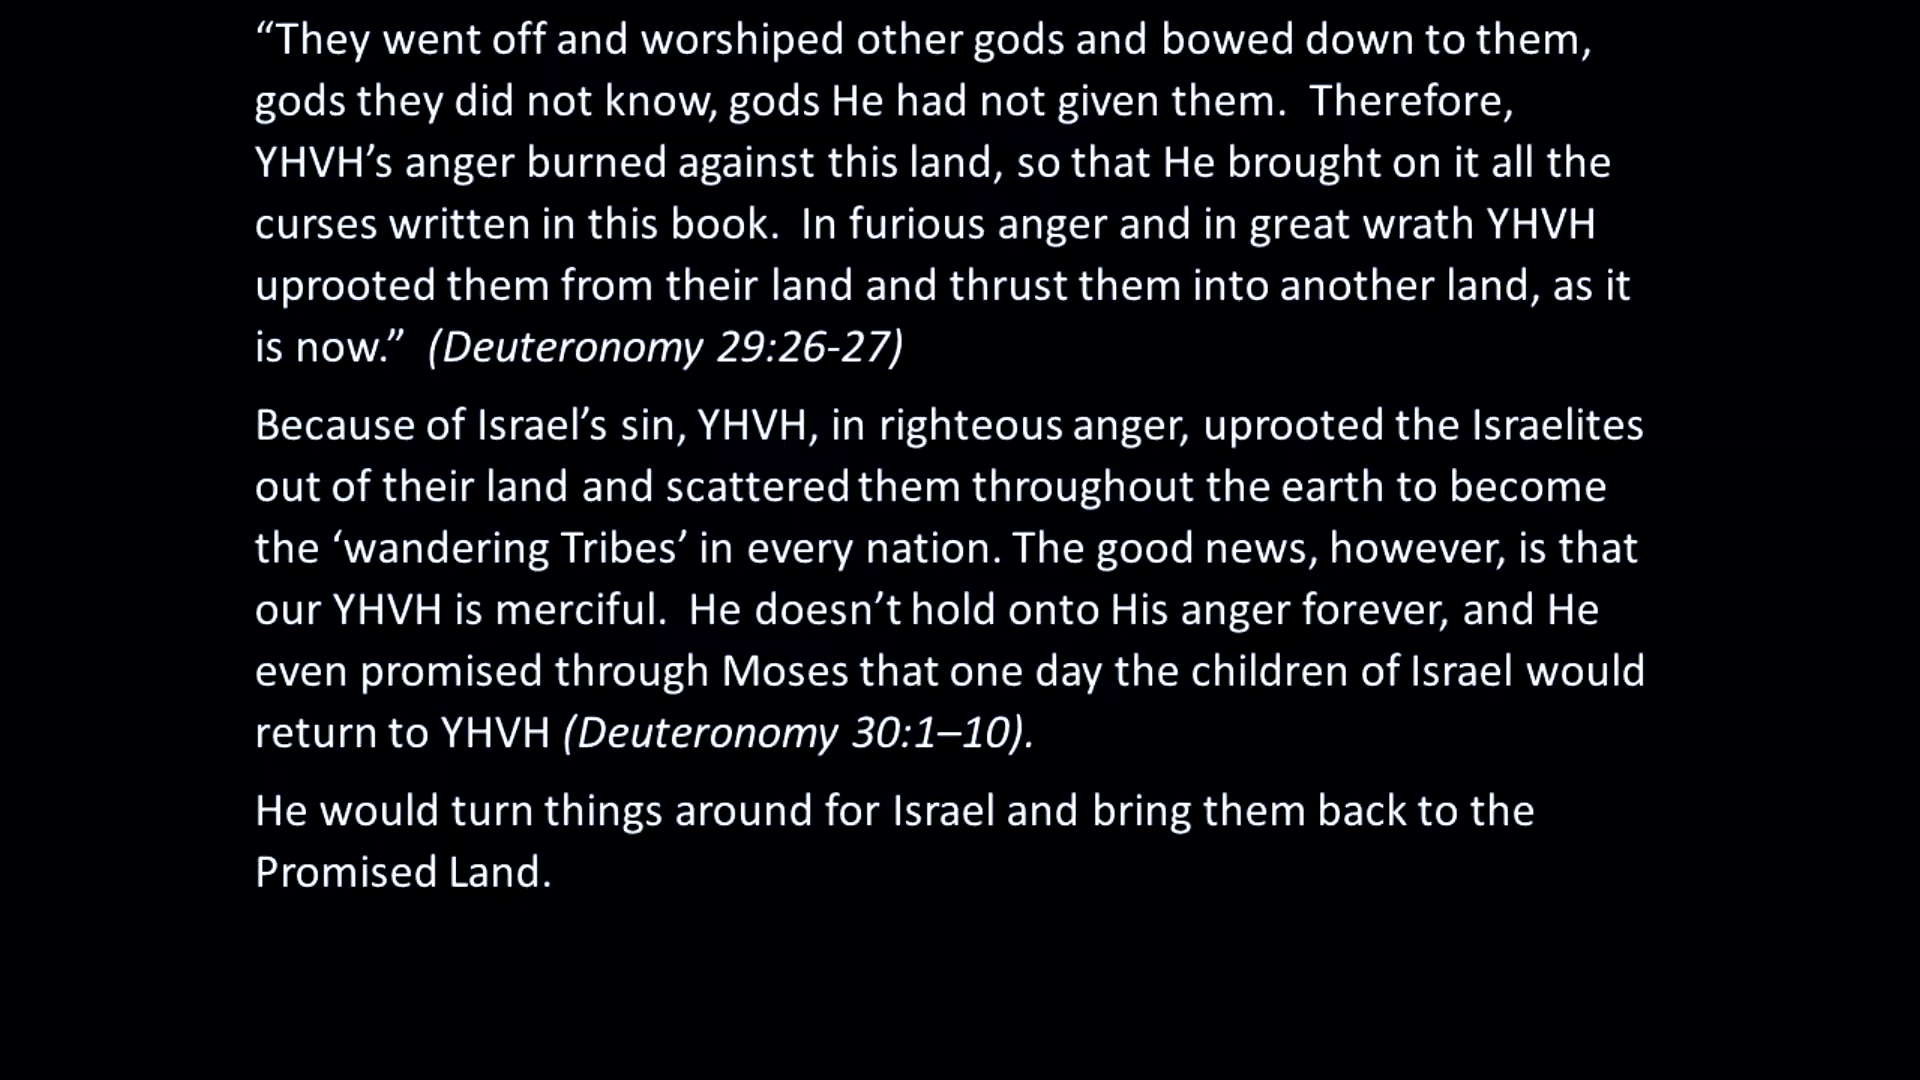 “They went off and worshiped other gods and bowed down to them,
gods they did not know, gods He had not given them.  Therefore,
YHVH’s anger burned against this land, so that He brought on it all the
curses written in this book.  In furious anger and in great wrath YHVH
uprooted them from their land and thrust them into another land, as it
is now.”  (Deuteronomy 29:26-27)
Because of Israel’s sin, YHVH, in righteous anger, uprooted the Israelites
out of their land and scattered them throughout the earth to become
the ‘wandering Tribes’ in every nation. The good news, however, is that
our YHVH is merciful.  He doesn’t hold onto His anger forever, and He
even promised through Moses that one day the children of Israel would
return to YHVH (Deuteronomy 30:1–10).
He would turn things around for Israel and bring them back to the
Promised Land.